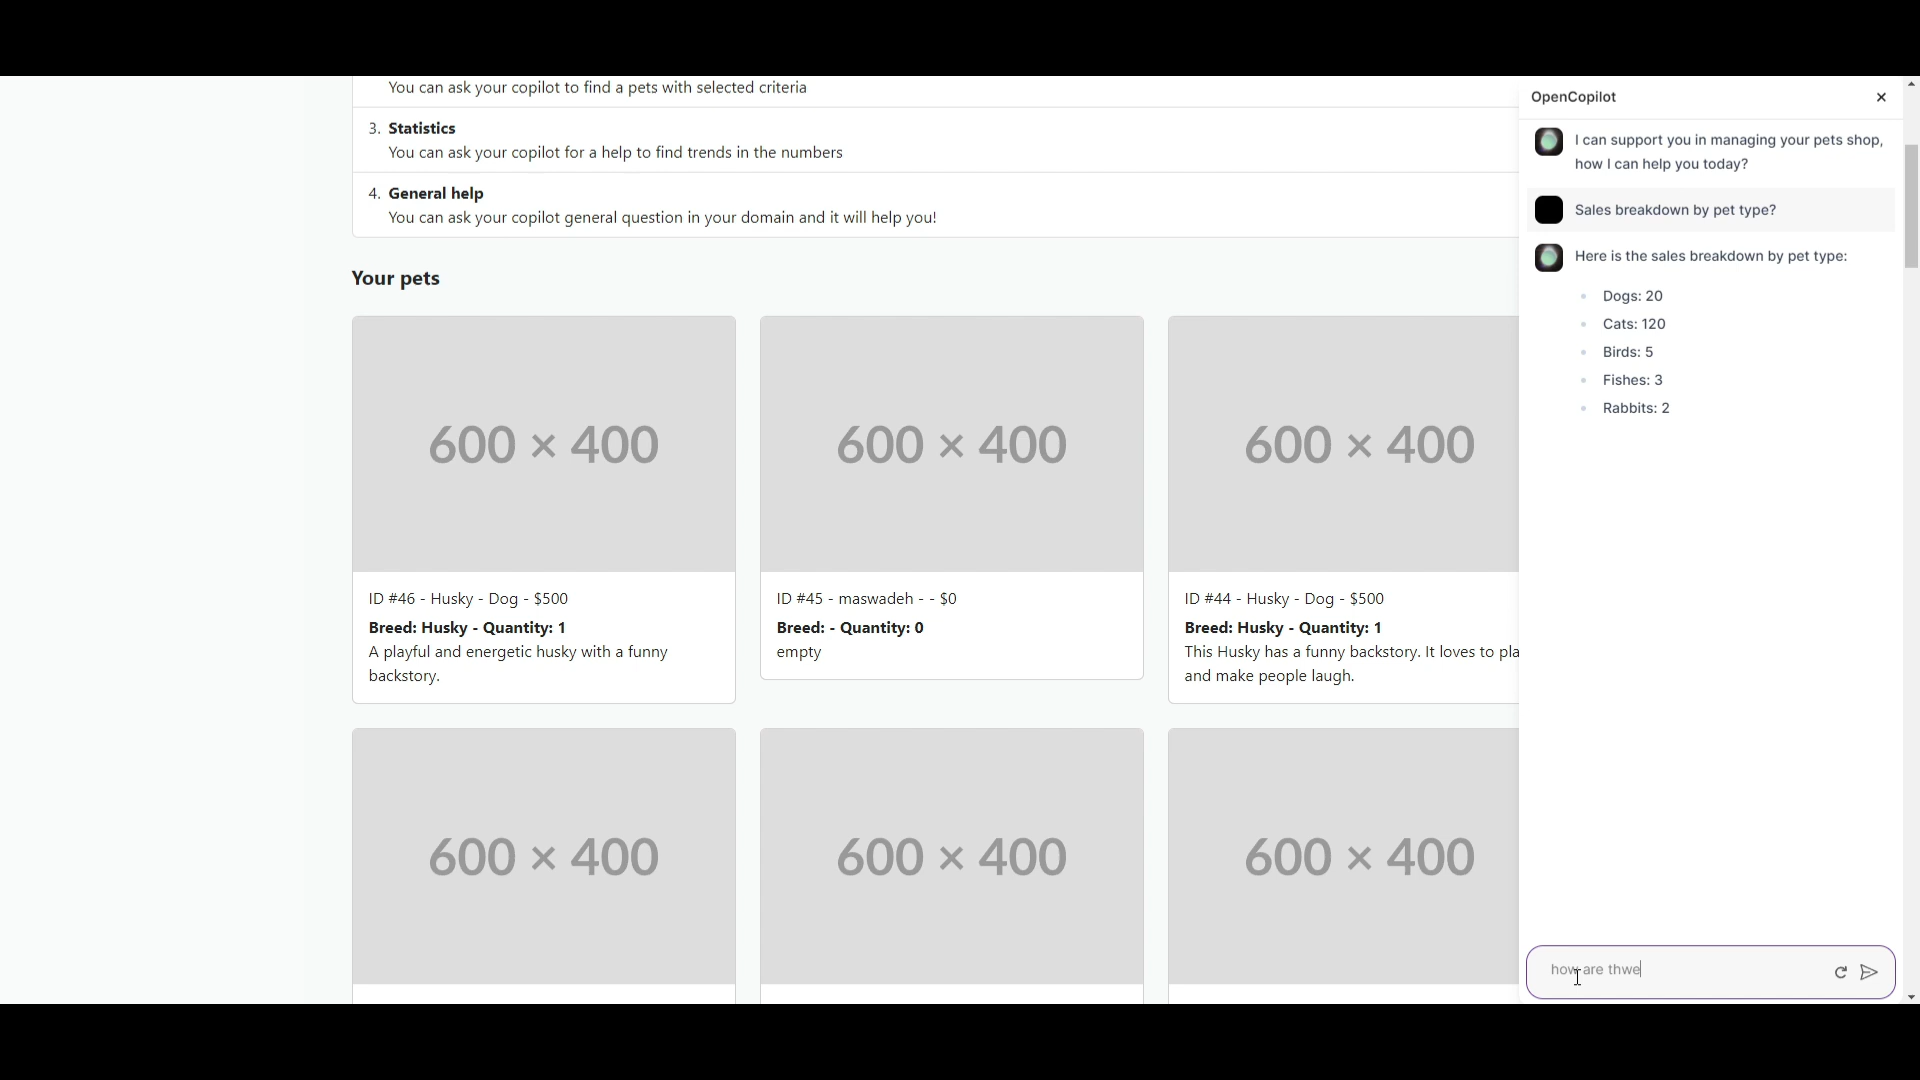 You can ask your copilot to find a pets with selected criteria
3. Statistics
You can ask your copilot for a help to find trends in the numbers
4. General help
You can ask your copilot general question in your domain and it will help you!
Your pets
600 × 400
600 × 400
600 × 400
ID #46 - Husky - Dog - $500
Breed: Husky - Quantity: 1
A playful and energetic husky with a funny
backstory.
ID #45 - maswadeh - - $0
Breed: - Quantity: 0
empty
ID #44 - Husky - Dog - $500
Breed: Husky - Quantity: 1
This Husky has a funny backstory. It loves to pla
and make people laugh.
600 × 400
600 × 400
600 × 400
OpenCopilot
I can support you in managing your pets shop,
how I can help you today?
Sales breakdown by pet type?
Here is the sales breakdown by pet type:
Dogs: 20
Cats: 120
Birds: 5
Fishes: 3
Rabbits: 2
how are thwe